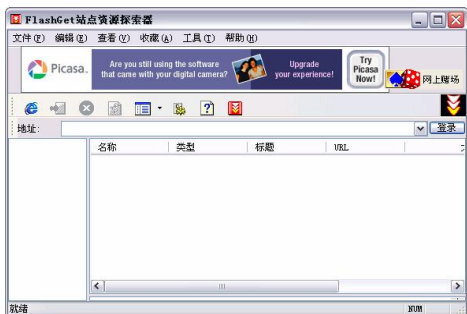 FlashGet站点资源探索器
文件(F) 编辑(E) 查看(V) 收藏(A) 工具(T) 帮助(H)
Picasa.
Are you still using the software
that came with your digital camera?
Upgrade
your experience!
Try
Picasa
Now!
网上赌场
地址:
登录
名称 类型 标题 URL
就绪
NUM